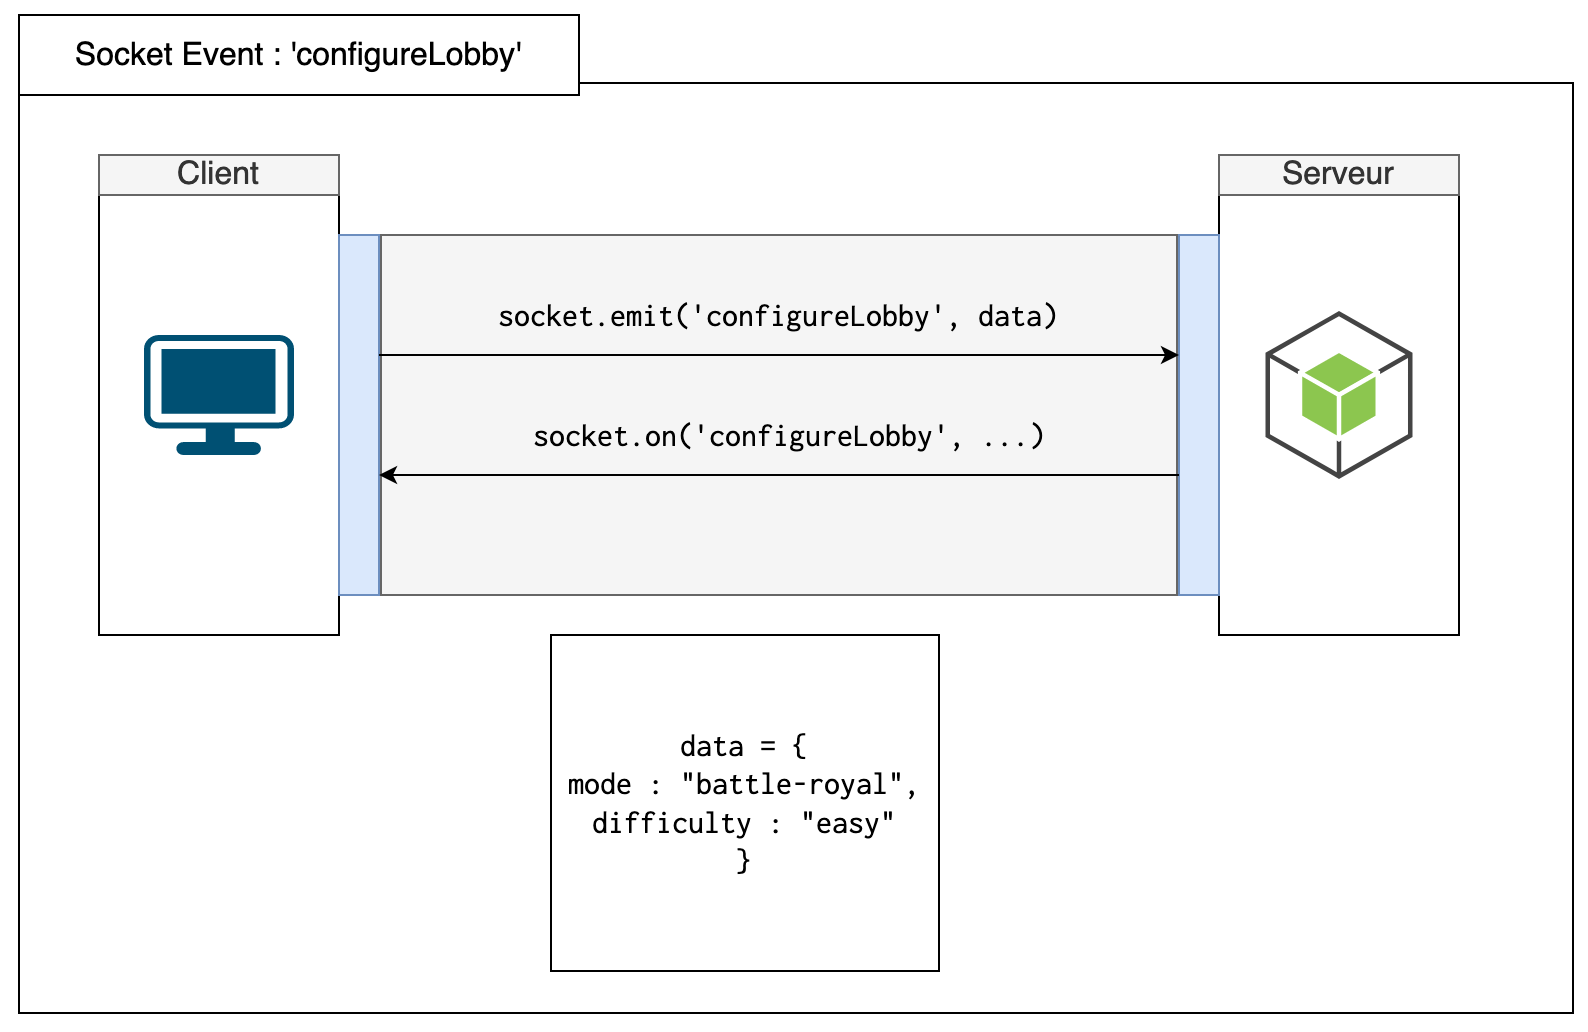 Socket Event : 'configureLobby'
Client
Serveur
socket.emit('configureLobby', data)
socket.on('configureLobby', ...)
data = {
mode : "battle-royal",
difficulty : "easy"
}